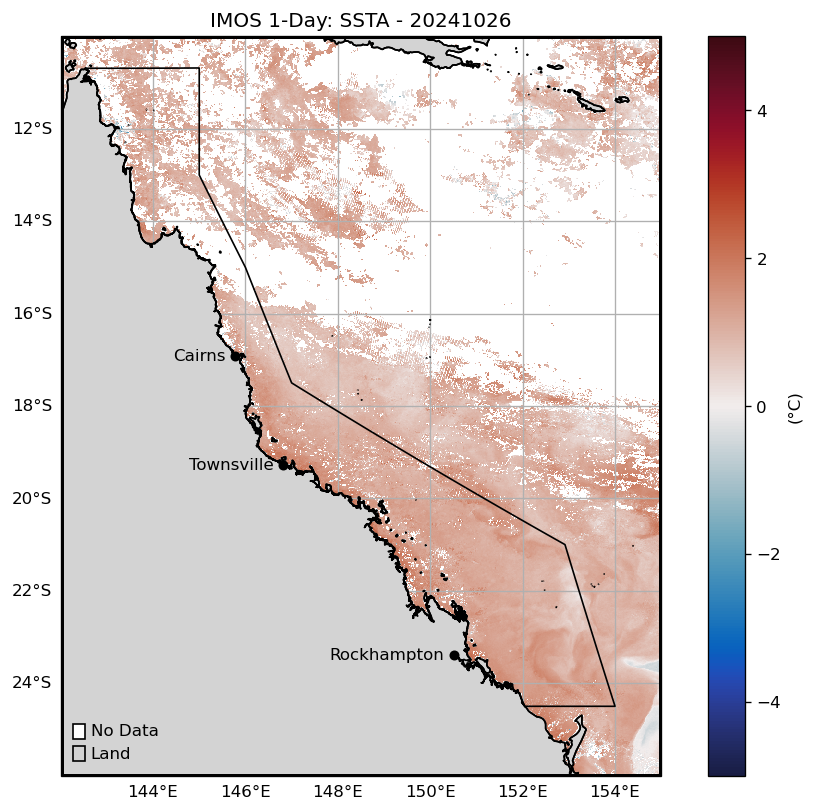 IMOS 1-Day: SSTA - 20241026
12°S
14°S
16°S
18°S
20°S
22°S
24°S
Cairns
Townsville
Rockhampton
No Data
Land
144°E 146°E 148°E 150°E 152°E 154°E
4
2
0
−2
−4
(°C)